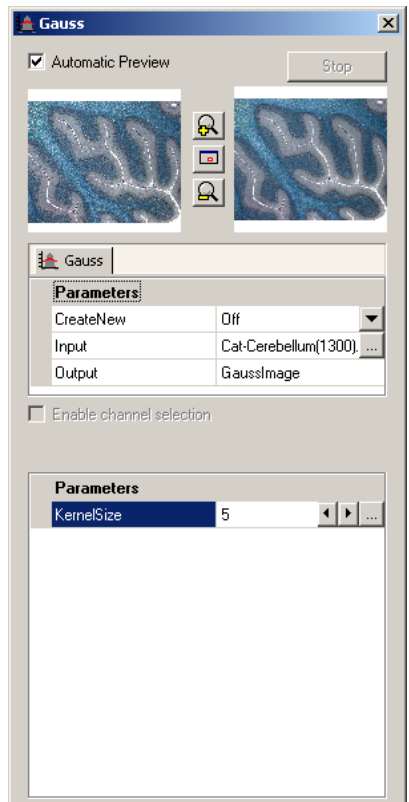 Gauss
Automatic Preview
Stop
Gauss
Parameters
CreateNew Off
Input Cat-Cerebellum(1300). ...
Output GaussImage
Enable channel selection
Parameters
KernelSize 5 ...